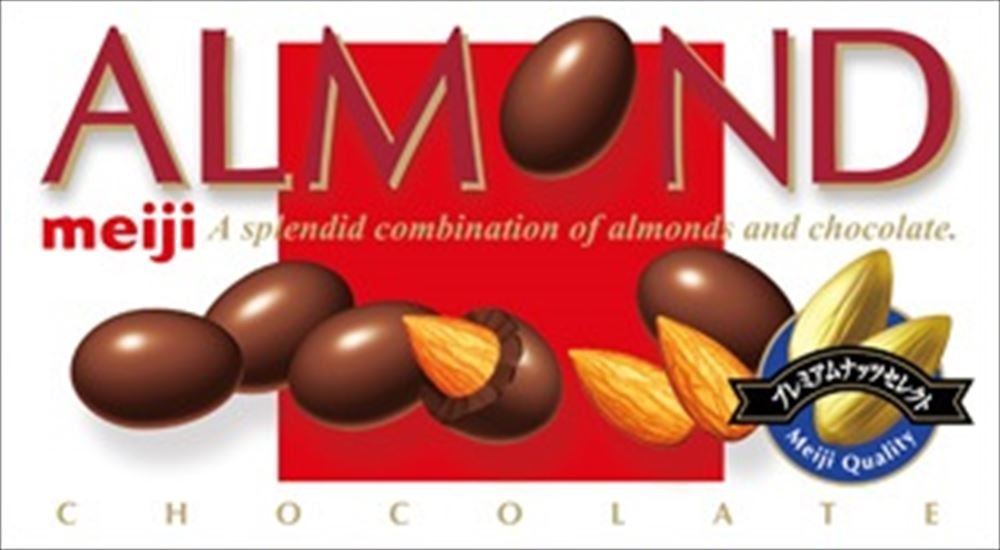 ALMOND
meiji A splendid combination of almonds and chocolate.
プレミアムナッツセレクト
Meiji Quality
CHOCOLATE